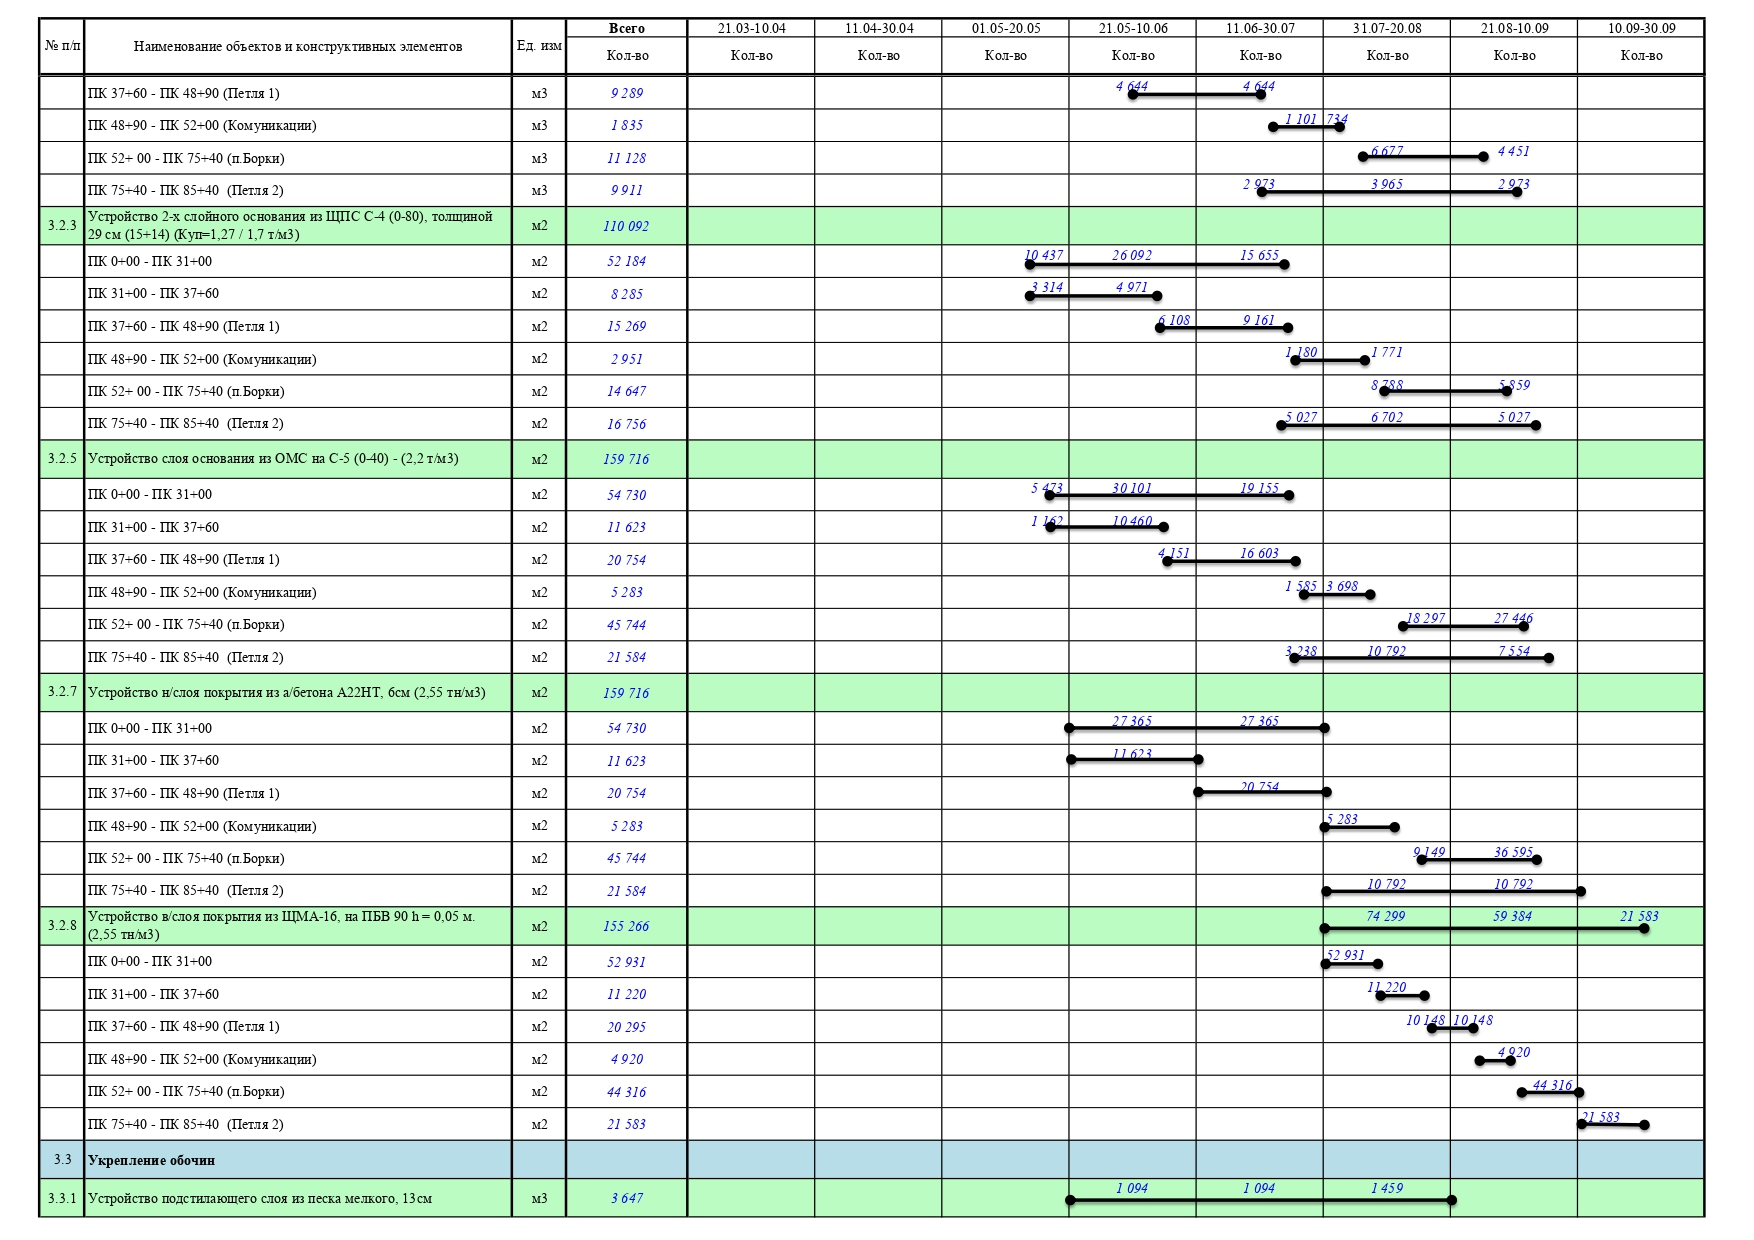 № п/п Наименование объектов и конструктивных элементов Ед. изм Всего 21.03-10.04 11.04-30.04 01.05-20.05 21.05-10.06 11.06-30.07 31.07-20.08 21.08-10.09 10.09-30.09
Кол-во Кол-во Кол-во Кол-во Кол-во Кол-во Кол-во Кол-во Кол-во
ПК 37+60 - ПК 48+90 (Петля 1) м3 9 289 4 644 4 644
ПК 48+90 - ПК 52+00 (Комуникации) м3 1 835 1 101 734
ПК 52+ 00 - ПК 75+40 (п.Борки) м3 11 128 6 677 4 451
ПК 75+40 - ПК 85+40 (Петля 2) м3 9 911 2 973 3 965 2 973
Устройство 2-х слойного основания из ЩПС С-4 (0-80), толщиной
3.2.3 29 см (15+14) (Куп=1,27 / 1,7 т/м3) м2 110 092
ПК 0+00 - ПК 31+00 м2 52 184 10 437 26 092 15 655
ПК 31+00 - ПК 37+60 м2 8 285 3 314 4 971
ПК 37+60 - ПК 48+90 (Петля 1) м2 15 269 6 108 9 161
ПК 48+90 - ПК 52+00 (Комуникации) м2 2 951 1 180 1 771
ПК 52+ 00 - ПК 75+40 (п.Борки) м2 14 647 8 788 5 859
ПК 75+40 - ПК 85+40 (Петля 2) м2 16 756 5 027 6 702 5 027
3.2.5 Устройство слоя основания из ОМС на С-5 (0-40) - (2,2 т/м3) м2 159 716
ПК 0+00 - ПК 31+00 м2 54 730 5 473 30 101 19 155
ПК 31+00 - ПК 37+60 м2 11 623 1 162 10 460
ПК 37+60 - ПК 48+90 (Петля 1) м2 20 754 4 151 16 603
ПК 48+90 - ПК 52+00 (Комуникации) м2 5 283 1 585 3 698
ПК 52+ 00 - ПК 75+40 (п.Борки) м2 45 744 18 297 27 446
ПК 75+40 - ПК 85+40 (Петля 2) м2 21 584 3 238 10 792 7 554
3.2.7 Устройство н/слоя покрытия из а/бетона А22НТ, 6см (2,55 тн/м3) м2 159 716
ПК 0+00 - ПК 31+00 м2 54 730 27 365 27 365
ПК 31+00 - ПК 37+60 м2 11 623 11 623
ПК 37+60 - ПК 48+90 (Петля 1) м2 20 754 20 754
ПК 48+90 - ПК 52+00 (Комуникации) м2 5 283 5 283
ПК 52+ 00 - ПК 75+40 (п.Борки) м2 45 744 9 149 36 595
ПК 75+40 - ПК 85+40 (Петля 2) м2 21 584 10 792 10 792
Устройство в/слоя покрытия из ЩМА-16, на ПБВ 90 h = 0,05 м.
3.2.8 (2,55 тн/м3) м2 155 266 74 299 59 384 21 583
ПК 0+00 - ПК 31+00 м2 52 931 52 931
ПК 31+00 - ПК 37+60 м2 11 220 11 220
ПК 37+60 - ПК 48+90 (Петля 1) м2 20 295 10 148 10 148
ПК 48+90 - ПК 52+00 (Комуникации) м2 4 920 4 920
ПК 52+ 00 - ПК 75+40 (п.Борки) м2 44 316 44 316
ПК 75+40 - ПК 85+40 (Петля 2) м2 21 583 21 583
3.3 Укрепление обочин
3.3.1 Устройство подстилающего слоя из песка мелкого, 13см м3 3 647 1 094 1 094 1 459